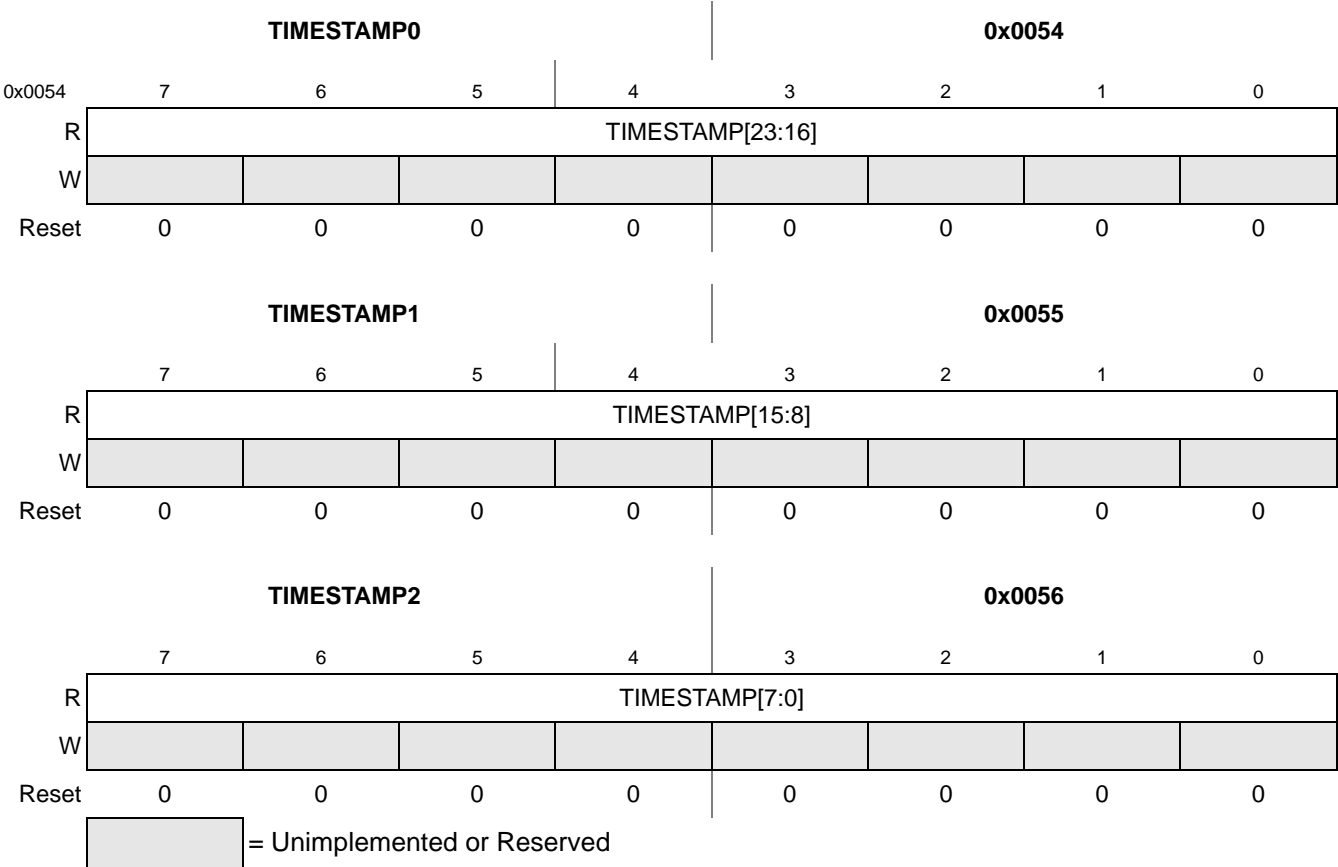 TIMESTAMP0 0x0054
0x0054 7 6 5 4 3 2 1 0
R TIMESTAMP[23:16]
W
Reset 0 0 0 0 0 0 0 0
TIMESTAMP1 0x0055
7 6 5 4 3 2 1 0
R TIMESTAMP[15:8]
W
Reset 0 0 0 0 0 0 0 0
TIMESTAMP2 0x0056
7 6 5 4 3 2 1 0
R TIMESTAMP[7:0]
W
Reset 0 0 0 0 0 0 0 0
= Unimplemented or Reserved